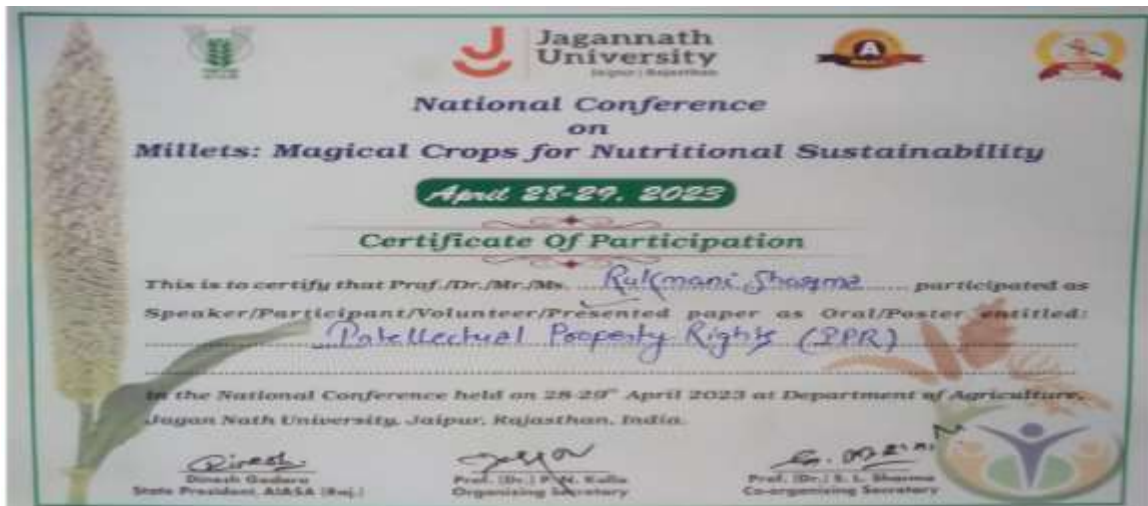 Jagannath
University
Jaipur | Rajasthan
A
National Conference
on
Millets: Magical Crops for Nutritional Sustainability
April 28-29, 2023
Certificate Of Participation
This is to certify that Prof./Dr./Mr./Ms. Rukmani Sharma participated as
Speaker/Participant/Volunteer/Presented paper as Oral/Poster entitled:
Patellectual Poopenty Rights (IPR)
In the National Conference held on 28-29th April 2023 at Department of Agriculture,
Jagan Nath University, Jaipur, Rajasthan, India.
Dinesh
Dinesh Godara
State President, AIASA (Raj.)
Prof. (Dr.) P. N. Kalla
Organizing Secretary
Prof. (Dr.) S. L. Sharma
Co-organising Secretary